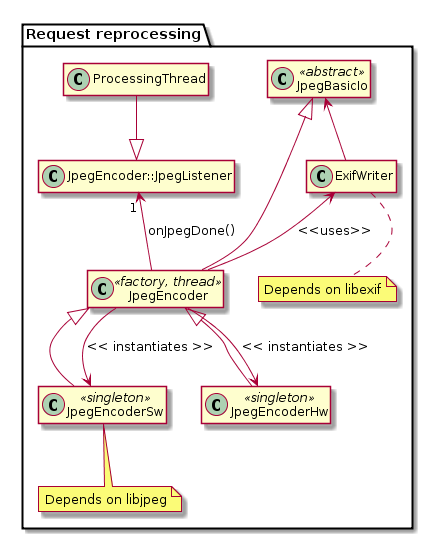 Request reprocessing
C ProcessingThread
«abstract»
C JpegBasicIo
C JpegEncoder::JpegListener
C ExifWriter
1
onJpegDone()
<<uses>>
«factory, thread»
C JpegEncoder
Depends on libexif
<< instantiates >>
<< instantiates >>
«singleton»
C JpegEncoderSw
«singleton»
C JpegEncoderHw
Depends on libjpeg